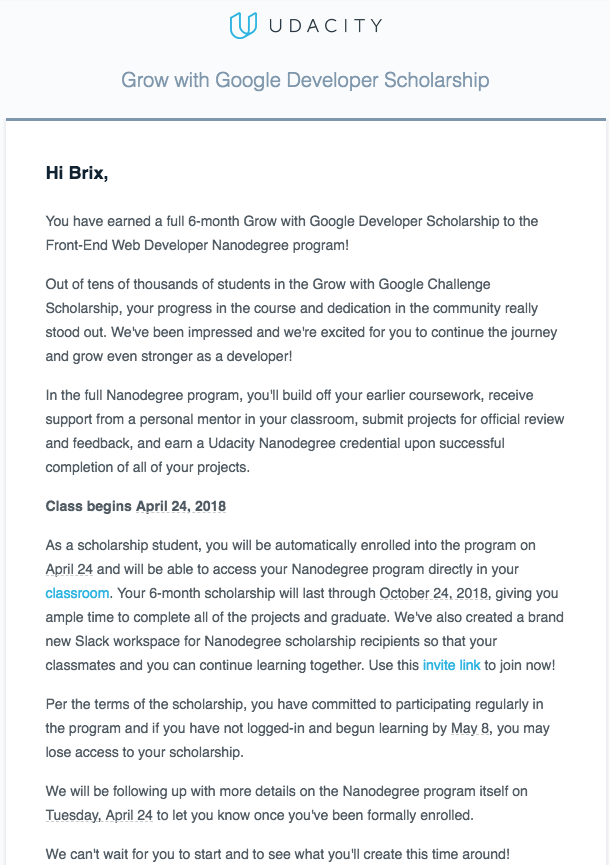 UDACITY
Grow with Google Developer Scholarship
Hi Brix,
You have earned a full 6-month Grow with Google Developer Scholarship to the
Front-End Web Developer Nanodegree program!
Out of tens of thousands of students in the Grow with Google Challenge
Scholarship, your progress in the course and dedication in the community really
stood out. We've been impressed and we're excited for you to continue the journey
and grow even stronger as a developer!
In the full Nanodegree program, you'll build off your earlier coursework, receive
support from a personal mentor in your classroom, submit projects for official review
and feedback, and earn a Udacity Nanodegree credential upon successful
completion of all of your projects.
Class begins April 24, 2018
As a scholarship student, you will be automatically enrolled into the program on
April 24 and will be able to access your Nanodegree program directly in your
classroom. Your 6-month scholarship will last through October 24, 2018, giving you
ample time to complete all of the projects and graduate. We've also created a brand
new Slack workspace for Nanodegree scholarship recipients so that your
classmates and you can continue learning together. Use this invite link to join now!
Per the terms of the scholarship, you have committed to participating regularly in
the program and if you have not logged-in and begun learning by May 8, you may
lose access to your scholarship.
We will be following up with more details on the Nanodegree program itself on
Tuesday, April 24 to let you know once you've been formally enrolled.
We can't wait for you to start and to see what you'll create this time around!